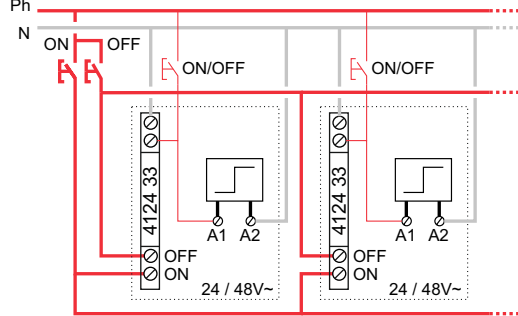 Ph
N
ON OFF
ON/OFF ON/OFF
4124 33 4124 33
A1 A2 A1 A2
OFF OFF
ON ON
24 / 48V~ 24 / 48V~